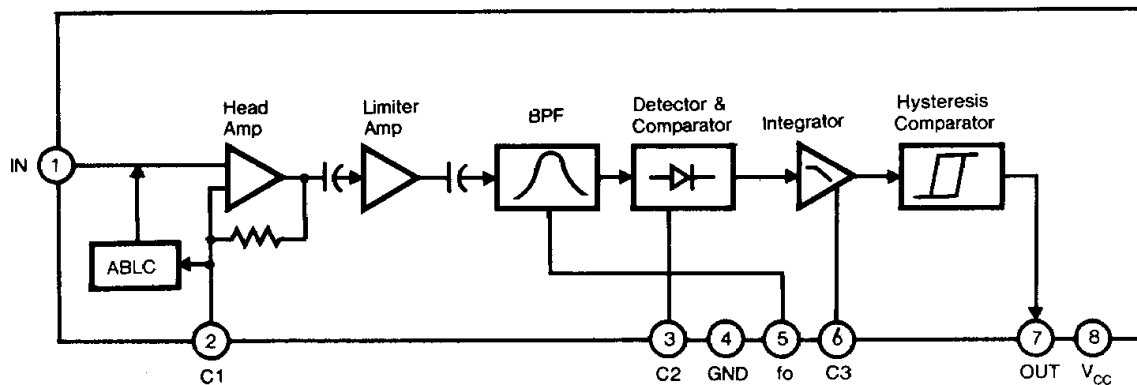 Head
Amp
Limiter
Amp
BPF
Detector &
Comparator
Integrator
Hysteresis
Comparator
IN
1
ABLC
2
3
4
5
6
7
8
C1
C2
GND
fo
C3
OUT
VCC